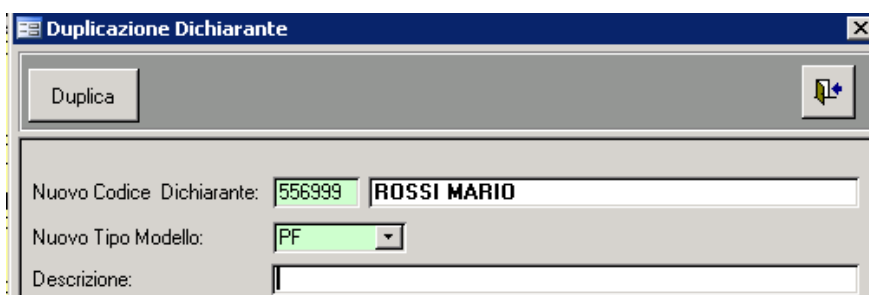 Duplicazione Dichiarante
Duplica
Nuovo Codice Dichiarante: 556999 ROSSI MARIO
Nuovo Tipo Modello: PF
Descrizione: